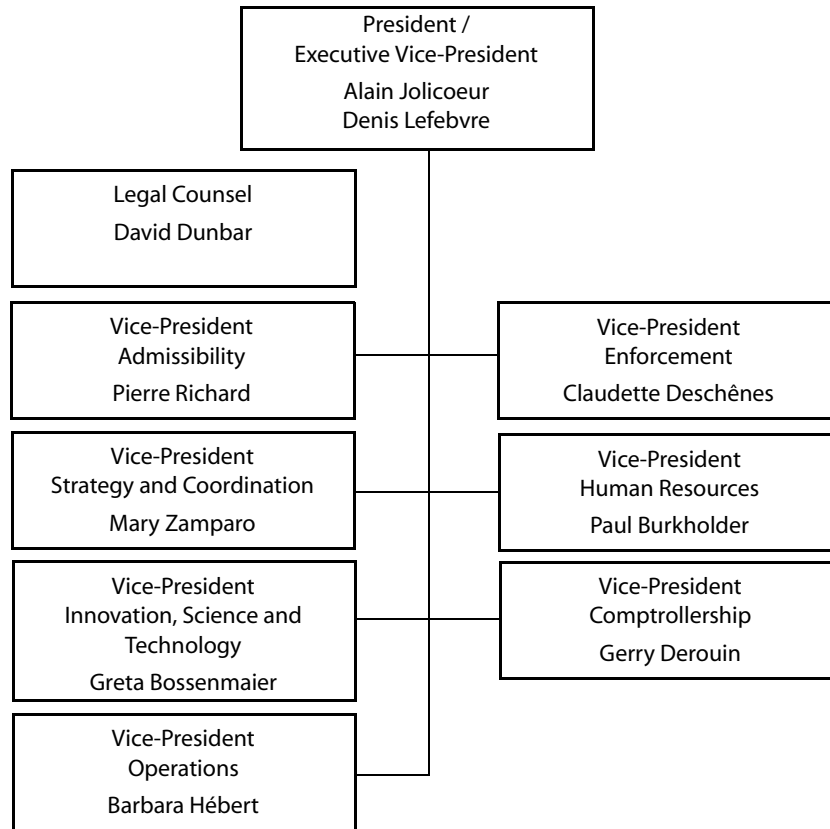 President /
Executive Vice-President
Alain Jolicoeur
Denis Lefebvre
Legal Counsel
David Dunbar
Vice-President
Admissibility
Pierre Richard
Vice-President
Enforcement
Claudette Deschênes
Vice-President
Strategy and Coordination
Mary Zamparo
Vice-President
Human Resources
Paul Burkholder
Vice-President
Innovation, Science and
Technology
Greta Bossenmaier
Vice-President
Comptrollership
Gerry Derouin
Vice-President
Operations
Barbara Hébert